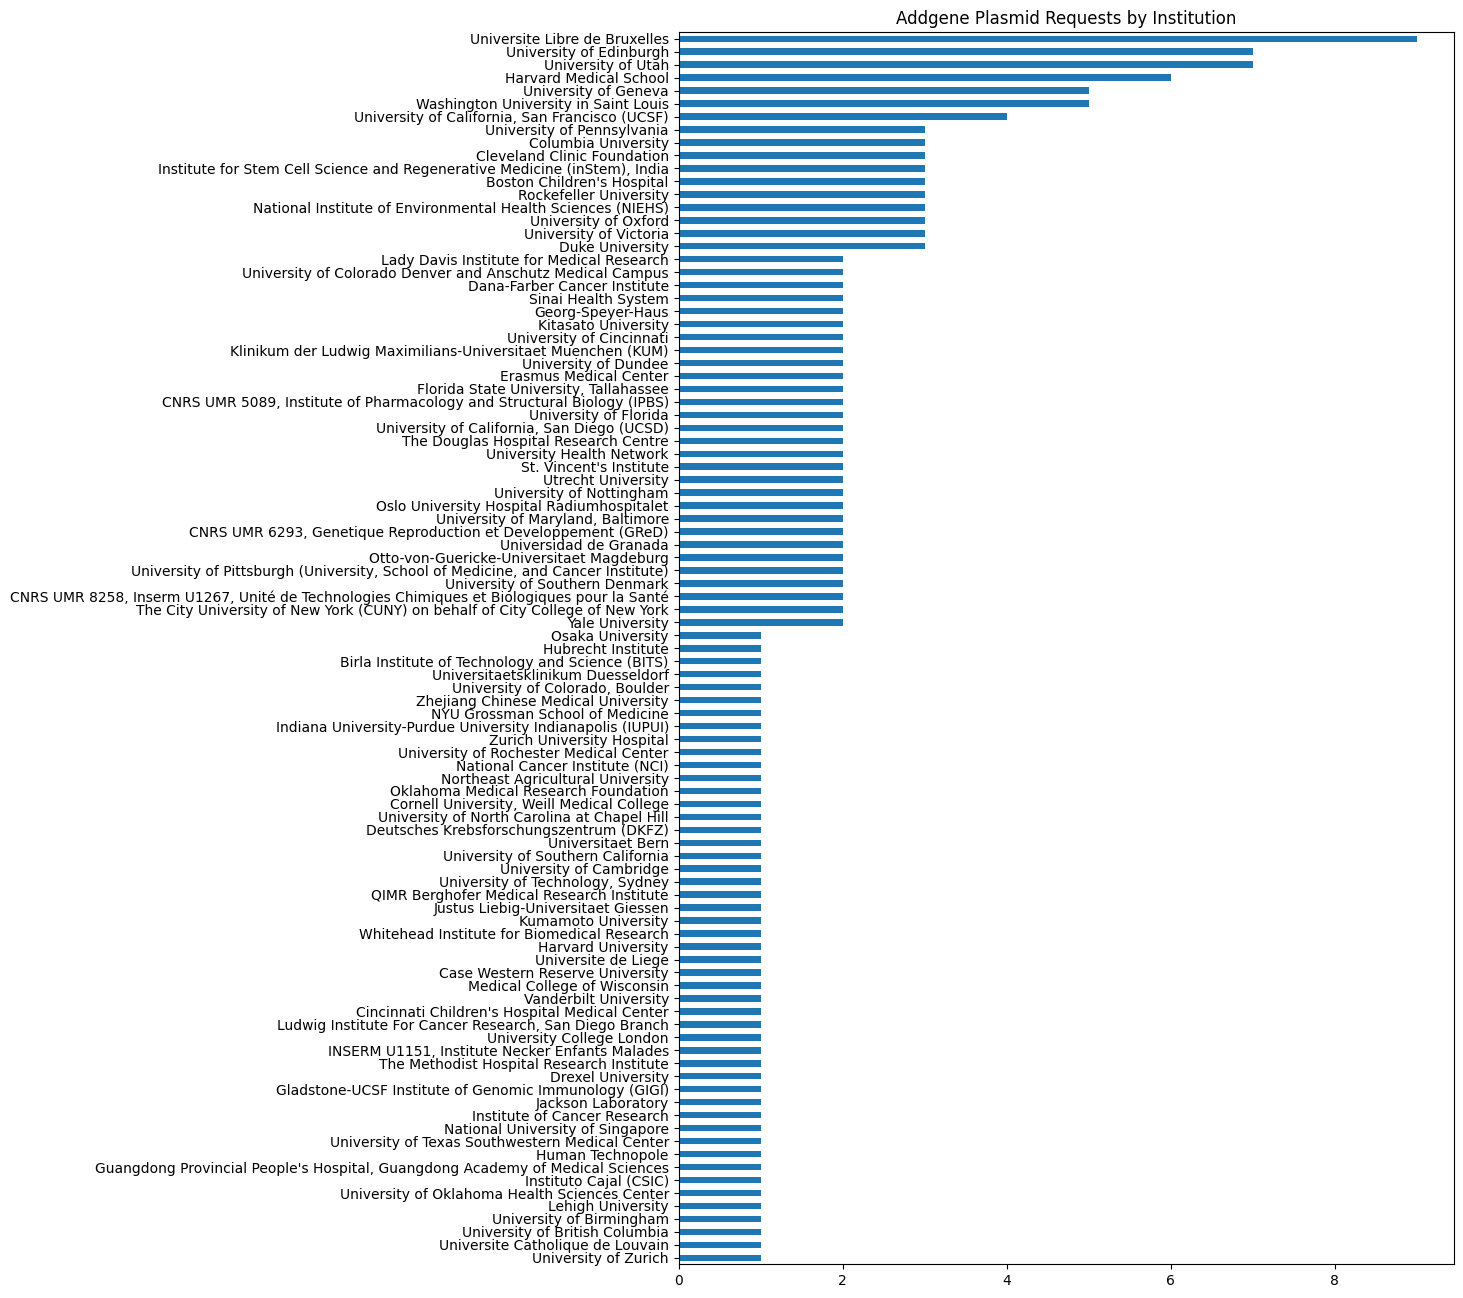 Addgene Plasmid Requests by Institution
Universite Libre de Bruxelles
University of Edinburgh
University of Utah
Harvard Medical School
University of Geneva
Washington University in Saint Louis
University of California, San Francisco (UCSF)
University of Pennsylvania
Columbia University
Cleveland Clinic Foundation
Institute for Stem Cell Science and Regenerative Medicine (inStem), India
Boston Children's Hospital
Rockefeller University
National Institute of Environmental Health Sciences (NIEHS)
University of Oxford
University of Victoria
Duke University
Lady Davis Institute for Medical Research
University of Colorado Denver and Anschutz Medical Campus
Dana-Farber Cancer Institute
Sinai Health System
Georg-Speyer-Haus
Kitasato University
University of Cincinnati
Klinikum der Ludwig Maximilians-Universitaet Muenchen (KUM)
University of Dundee
Erasmus Medical Center
Florida State University, Tallahassee
CNRS UMR 5089, Institute of Pharmacology and Structural Biology (IPBS)
University of Florida
University of California, San Diego (UCSD)
The Douglas Hospital Research Centre
University Health Network
St. Vincent's Institute
Utrecht University
University of Nottingham
Oslo University Hospital Radiumhospitalet
University of Maryland, Baltimore
CNRS UMR 6293, Genetique Reproduction et Developpement (GReD)
Universidad de Granada
Otto-von-Guericke-Universitaet Magdeburg
University of Pittsburgh (University, School of Medicine, and Cancer Institute)
University of Southern Denmark
CNRS UMR 8258, Inserm U1267, Unité de Technologies Chimiques et Biologiques pour la Santé
The City University of New York (CUNY) on behalf of City College of New York
Yale University
Osaka University
Hubrecht Institute
Birla Institute of Technology and Science (BITS)
Universitaetsklinikum Duesseldorf
University of Colorado, Boulder
Zhejiang Chinese Medical University
NYU Grossman School of Medicine
Indiana University-Purdue University Indianapolis (IUPUI)
Zurich University Hospital
University of Rochester Medical Center
National Cancer Institute (NCI)
Northeast Agricultural University
Oklahoma Medical Research Foundation
Cornell University, Weill Medical College
University of North Carolina at Chapel Hill
Deutsches Krebsforschungszentrum (DKFZ)
Universitaet Bern
University of Southern California
University of Cambridge
University of Technology, Sydney
QIMR Berghofer Medical Research Institute
Justus Liebig-Universitaet Giessen
Kumamoto University
Whitehead Institute for Biomedical Research
Harvard University
Universite de Liege
Case Western Reserve University
Medical College of Wisconsin
Vanderbilt University
Cincinnati Children's Hospital Medical Center
Ludwig Institute For Cancer Research, San Diego Branch
University College London
INSERM U1151, Institute Necker Enfants Malades
The Methodist Hospital Research Institute
Drexel University
Gladstone-UCSF Institute of Genomic Immunology (GIGI)
Jackson Laboratory
Institute of Cancer Research
National University of Singapore
University of Texas Southwestern Medical Center
Human Technopole
Guangdong Provincial People's Hospital, Guangdong Academy of Medical Sciences
Instituto Cajal (CSIC)
University of Oklahoma Health Sciences Center
Lehigh University
University of Birmingham
University of British Columbia
Universite Catholique de Louvain
University of Zurich
0 2 4 6 8